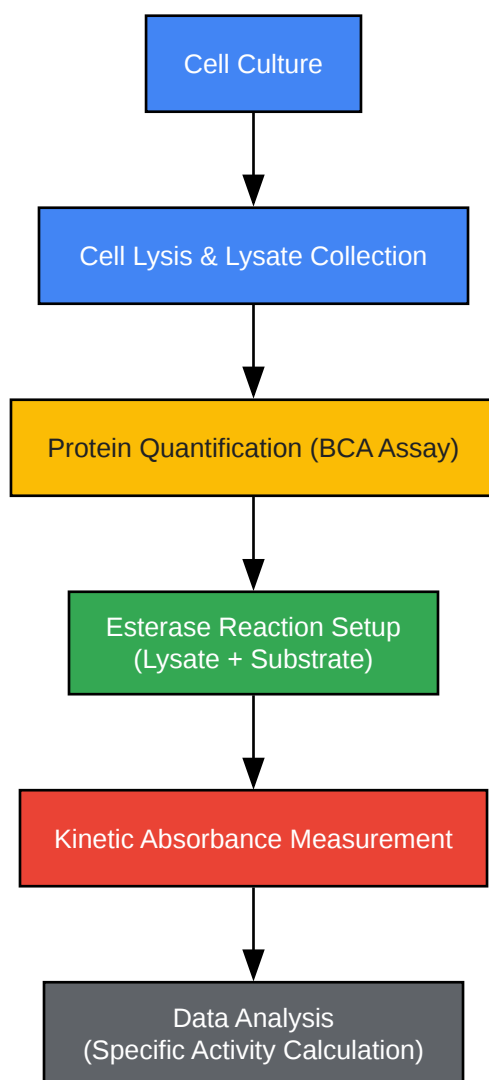 Cell Culture
Cell Lysis & Lysate Collection
Protein Quantification (BCA Assay)
Esterase Reaction Setup
(Lysate + Substrate)
Kinetic Absorbance Measurement
Data Analysis
(Specific Activity Calculation)